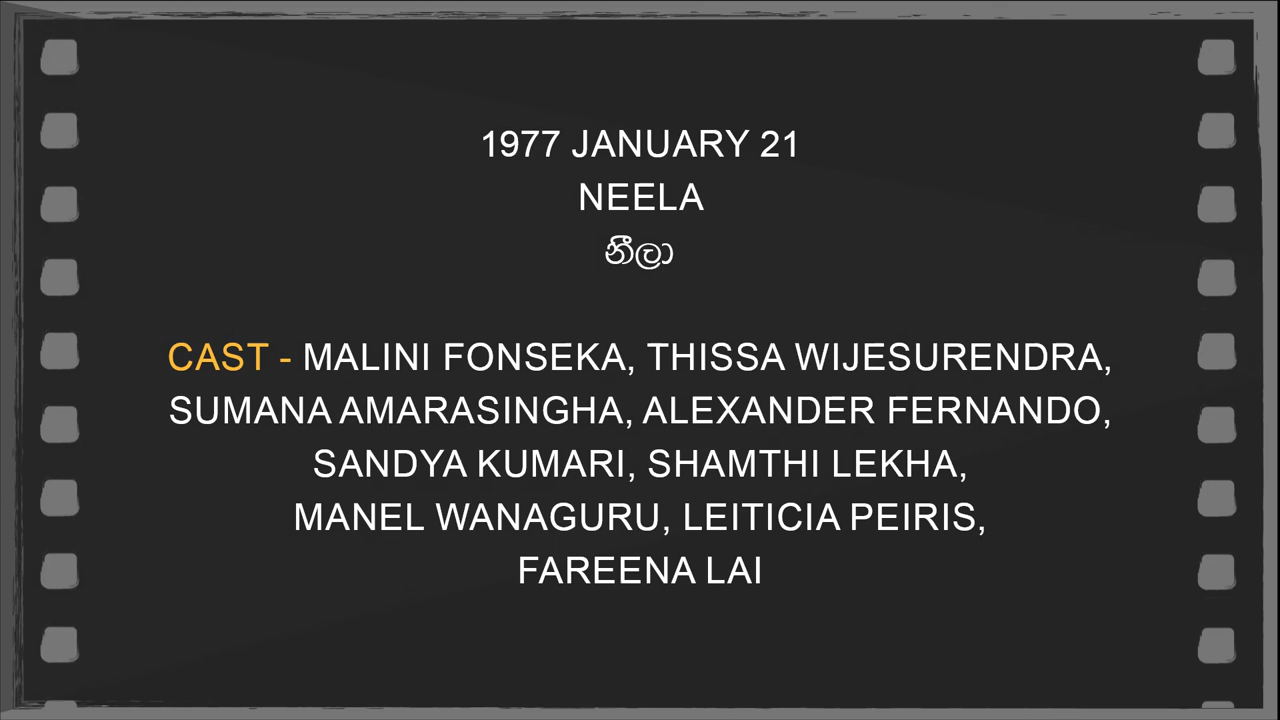 1977 JANUARY 21
NEELA
නීලා
CAST - MALINI FONSEKA, THISSA WIJESURENDRA,
SUMANA AMARASINGHA, ALEXANDER FERNANDO,
SANDYA KUMARI, SHAMTHI LEKHA,
MANEL WANAGURU, LEITICIA PEIRIS,
FAREENA LAI